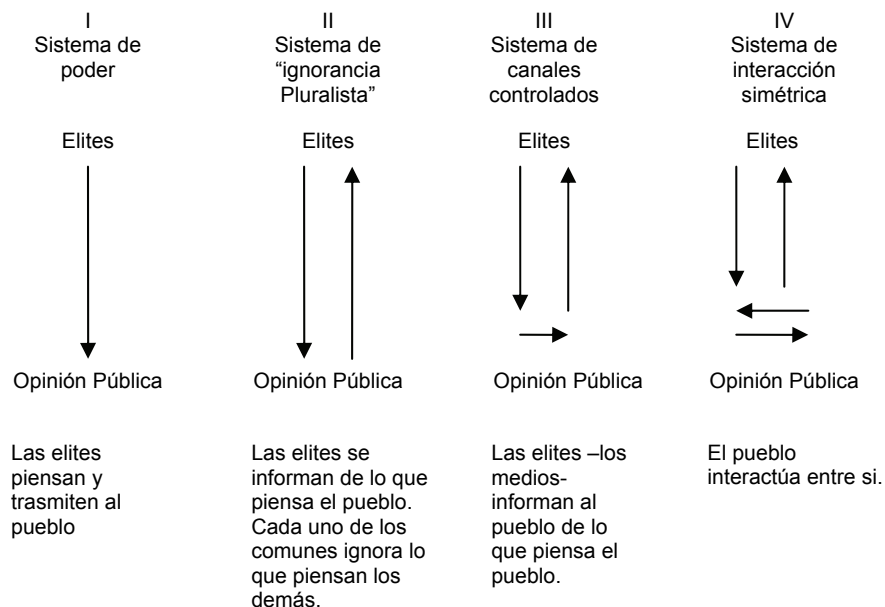 I
Sistema de
poder
Elites
Opinión Pública
Las elites
piensan y
trasmiten al
pueblo
II
Sistema de
“ignorancia
Pluralista”
Elites
Opinión Pública
Las elites se
informan de lo que
piensa el pueblo.
Cada uno de los
comunes ignora lo
que piensan los
demás.
III
Sistema de
canales
controlados
Elites
Opinión Pública
Las elites –los
medios-
informan al
pueblo de lo
que piensa el
pueblo.
IV
Sistema de
interacción
simétrica
Elites
Opinión Pública
El pueblo
interactúa entre si.